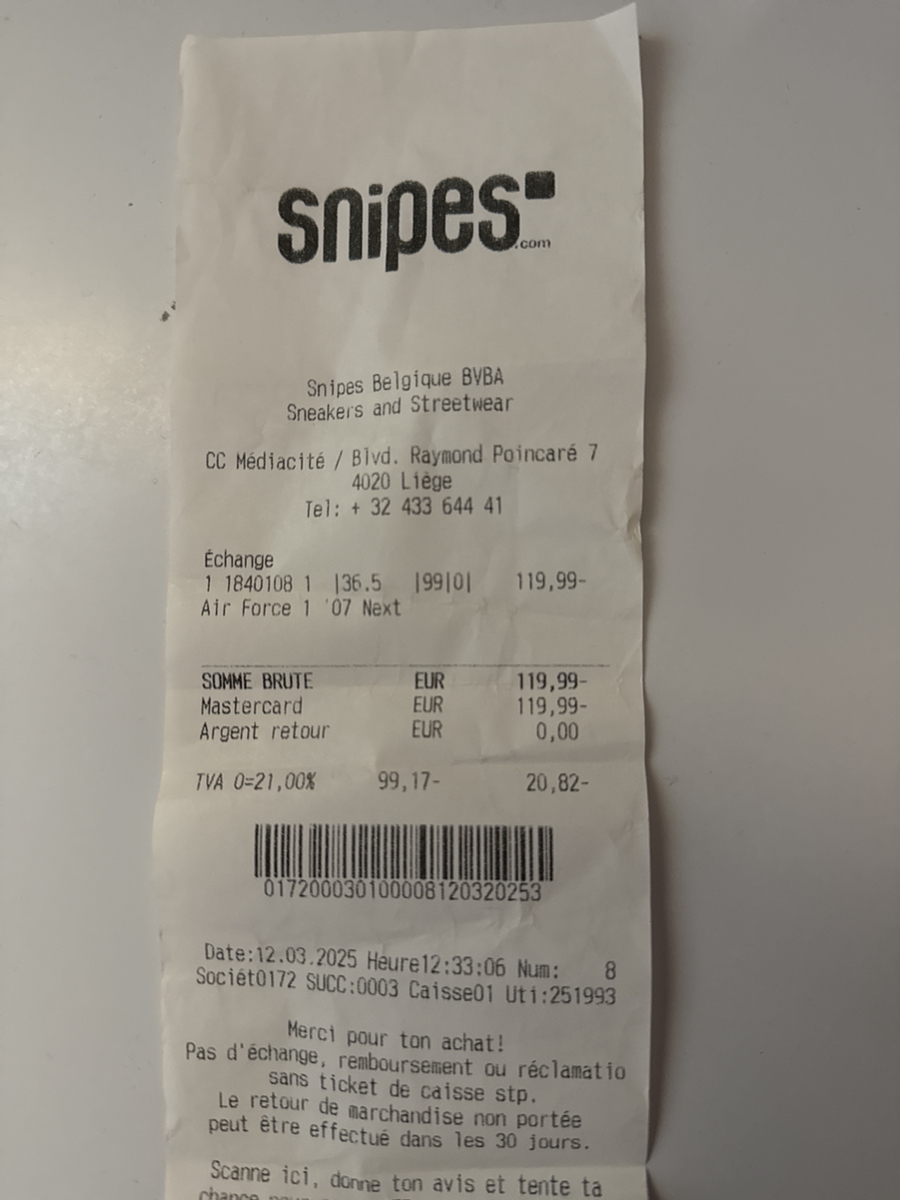 snipes
.com
Snipes Belgique BVBA
Sneakers and Streetwear
CC Médiacité / Blvd. Raymond Poincaré 7
4020 Liège
Tel: + 32 433 644 41
Échange
1 1840108 1 |36.5 |99|0| 119,99-
Air Force 1 '07 Next
SOMME BRUTE EUR 119,99-
Mastercard EUR 119,99-
Argent retour EUR 0,00
TVA 0=21,00% 99,17- 20,82-
0172000301000008120320253
Date:12.03.2025 Heure12:33:06 Num: 8
Sociét0172 SUCC:0003 Caisse01 Uti:251993
Merci pour ton achat!
Pas d'échange, remboursement ou réclamatio
sans ticket de caisse stp.
Le retour de marchandise non portée
peut être effectué dans les 30 jours.
Scanne ici, donne ton avis et tente ta
chance